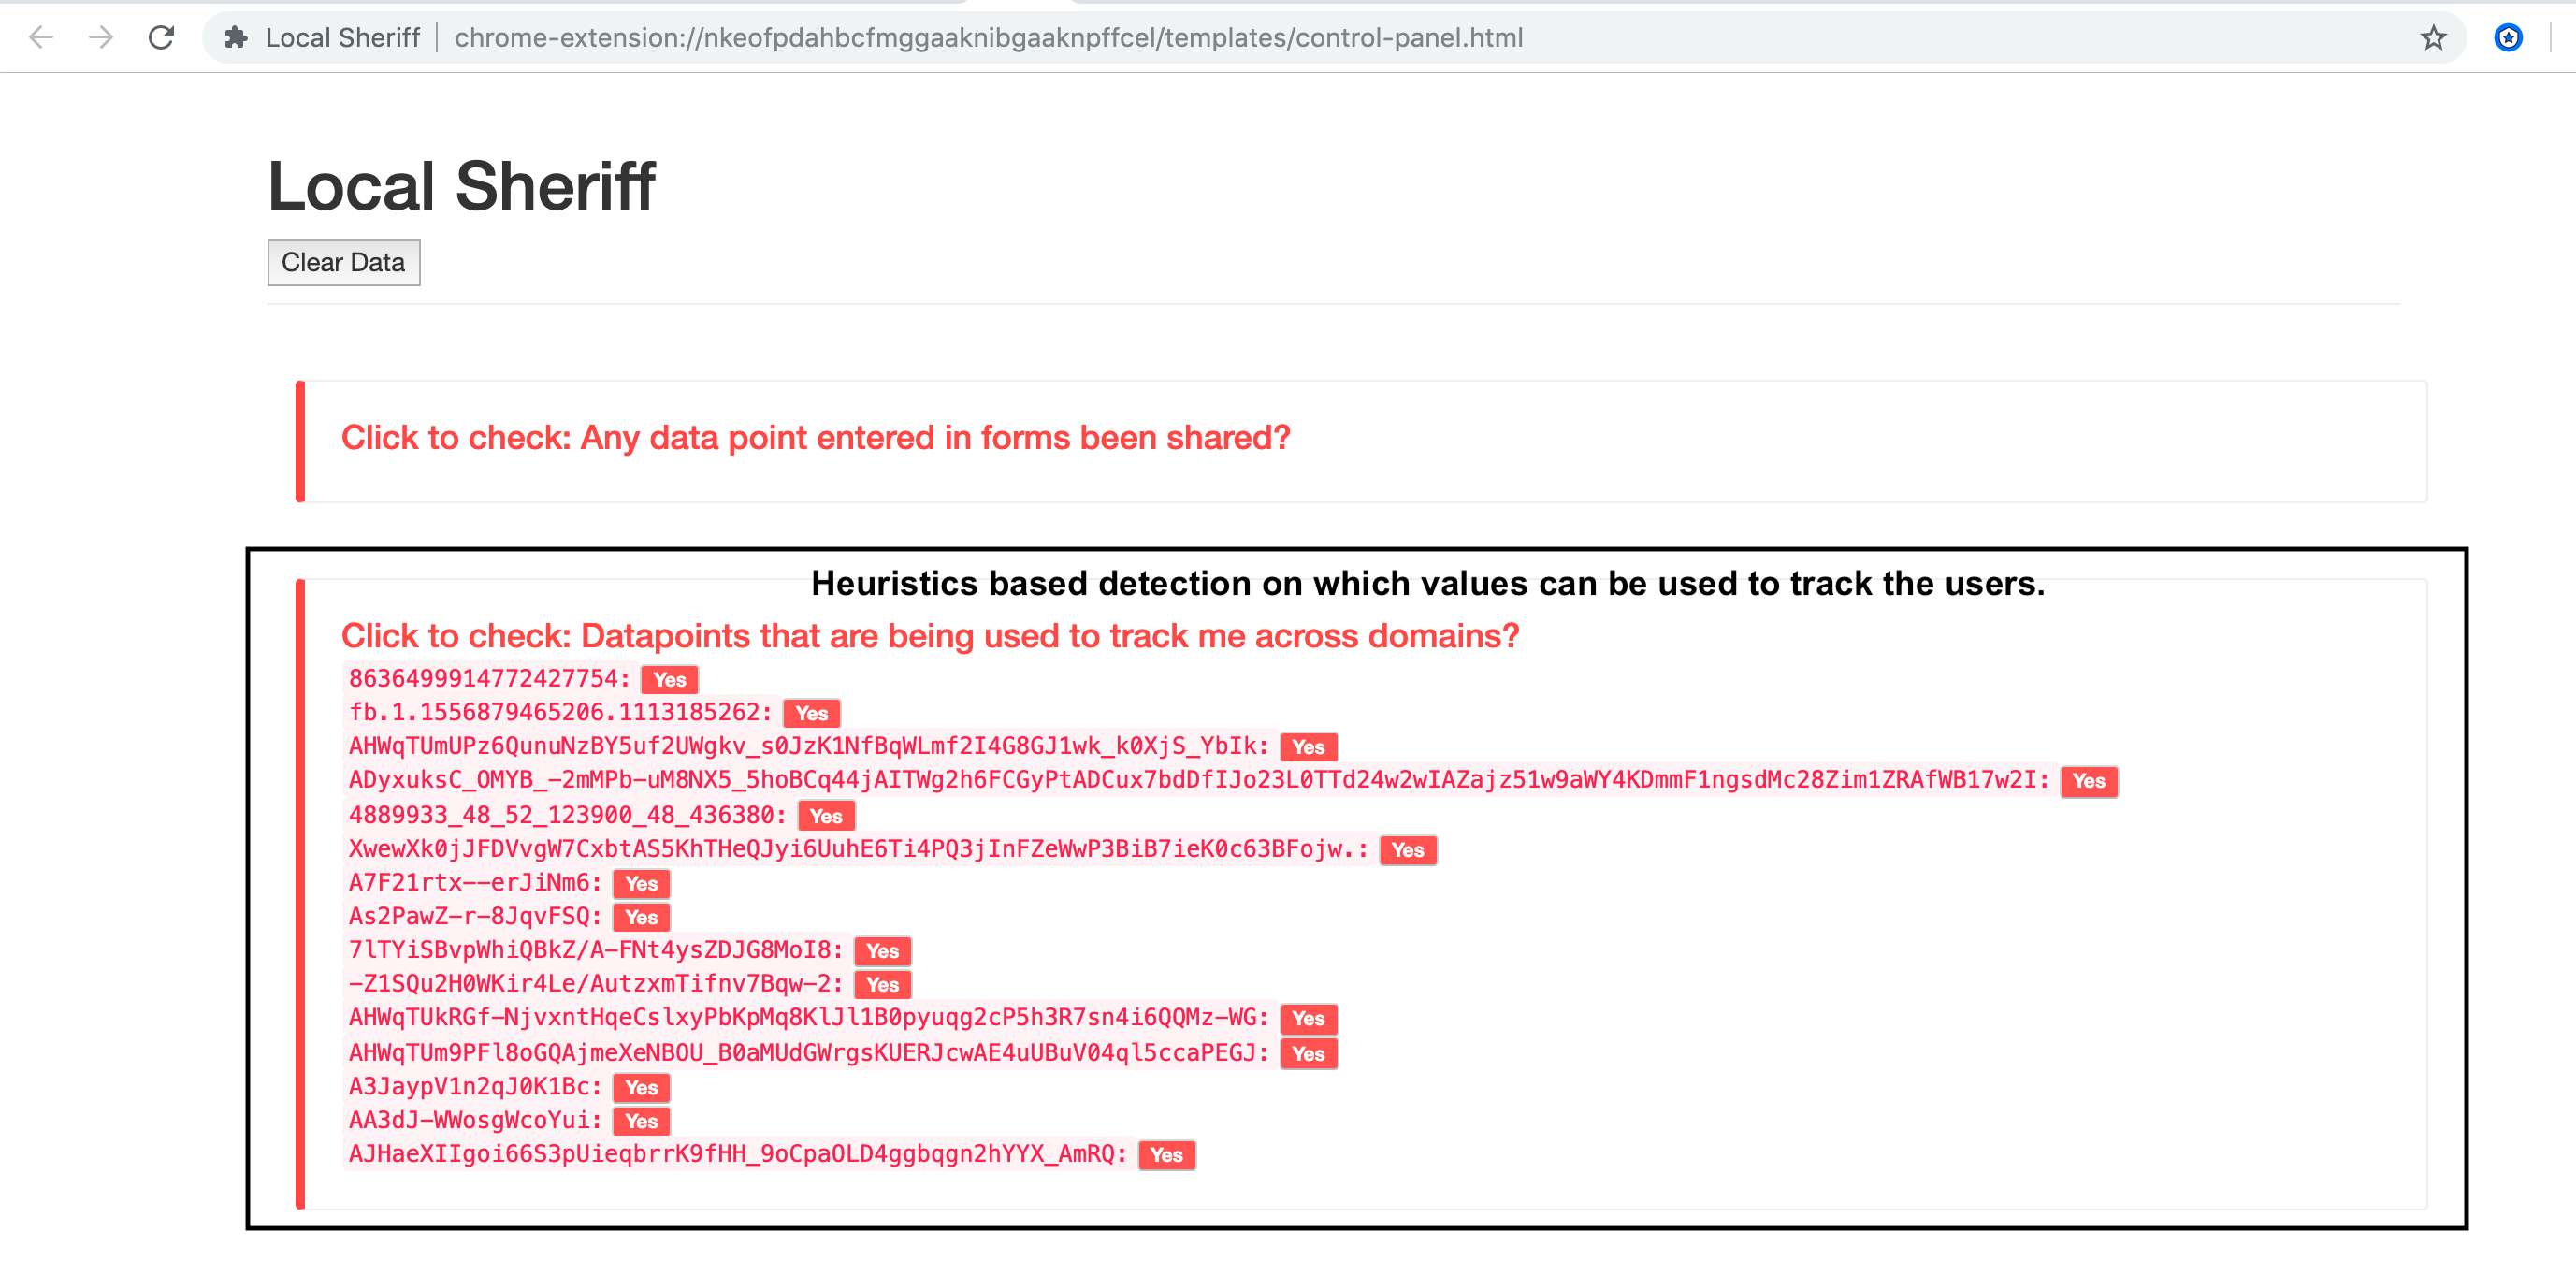 Local Sheriff | chrome-extension://nkeofpdahbcfmggaaknibgaaknpffcel/templates/control-panel.html
Local Sheriff
Clear Data
Click to check: Any data point entered in forms been shared?
Heuristics based detection on which values can be used to track the users.
Click to check: Datapoints that are being used to track me across domains?
8636499914772427754: Yes
fb.1.1556879465206.1113185262: Yes
AHWqTUmUPz6QunuNzBY5uf2UWgkv_s0JzK1NfBqWLmf2I4G8GJ1wk_k0XjS_YbIk: Yes
ADyxuksC_OMYB_-2mMPb-uM8NX5_5hoBCq44jAITWg2h6FCGyPtADCux7bdDfIJo23L0TTd24w2wIAZajz51w9aWY4KDmmF1ngsdMc28Zim1ZRAfWB17w2I: Yes
4889933_48_52_123900_48_436380: Yes
XwewXk0jJFDVvgW7CxbtAS5KhTHeQJyi6UuhE6Ti4PQ3jInFZeWwP3BiB7ieK0c63BFojw.: Yes
A7F21rtx--erJiNm6: Yes
As2PawZ-r-8JqvFSQ: Yes
7lTYiSBvpWhiQBkZ/A-FNt4ysZDJG8MoI8: Yes
-Z1SQu2H0WKir4Le/AutzxmTifnv7Bqw-2: Yes
AHWqTUkRGf-NjvxntHqeCslxyPbKpMq8KlJl1B0pyuqg2cP5h3R7sn4i6QQMz-WG: Yes
AHWqTUm9PFl8oGQAjmeXeNBOU_B0aMUdGWrgsKUERJcwAE4uUBuV04ql5ccaPEGJ: Yes
A3JaypV1n2qJ0K1Bc: Yes
AA3dJ-WWosgWcoYui: Yes
AJHaeXIIgoi66S3pUieqbrrK9fHH_9oCpaOLD4ggbqgn2hYYX_AmRQ: Yes